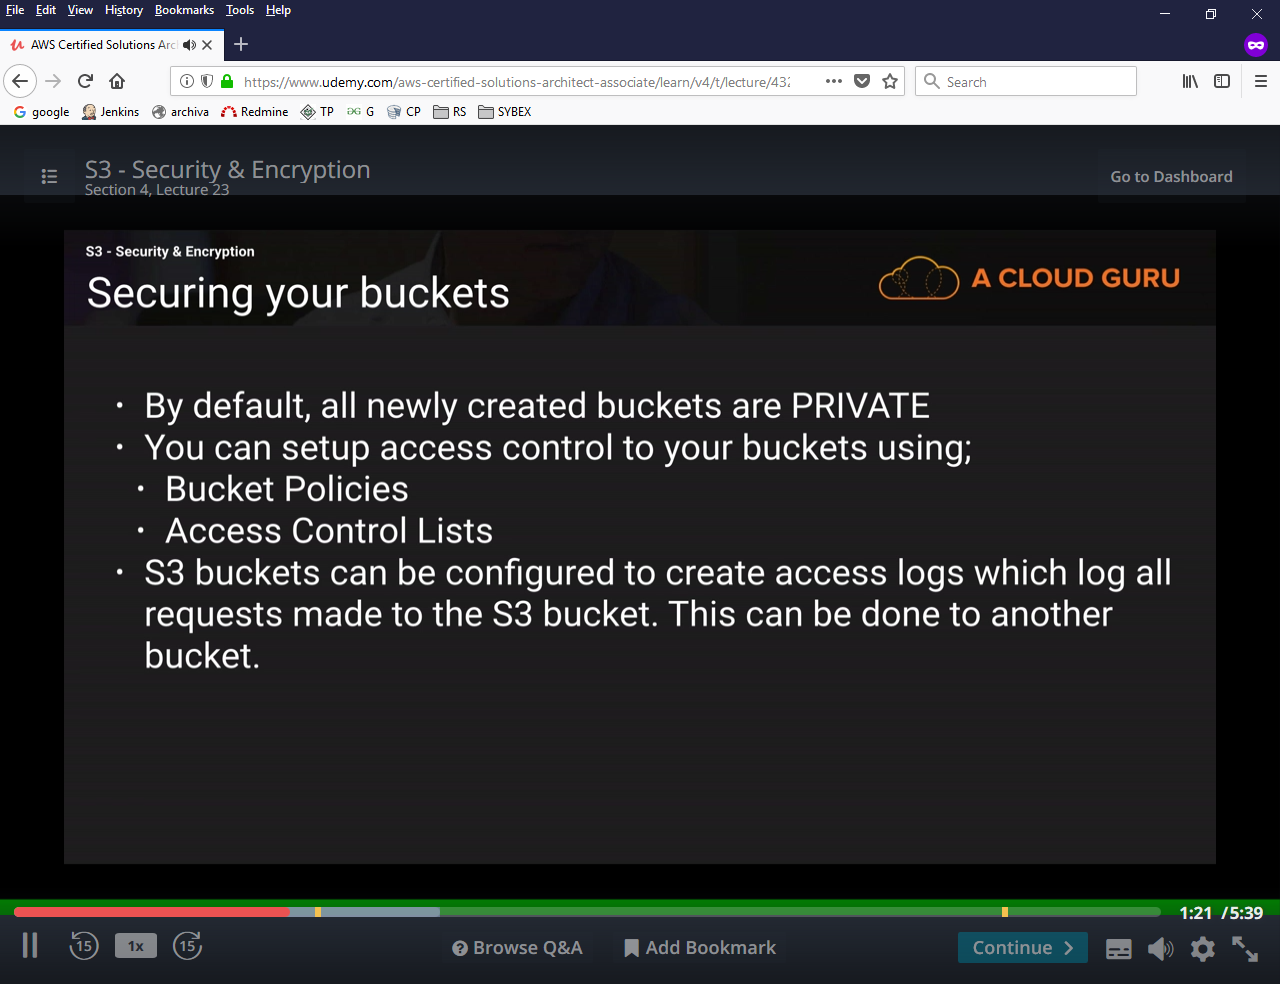 File Edit View History Bookmarks Tools Help
AWS Certified Solutions Arc
https://www.udemy.com/aws-certified-solutions-architect-associate/learn/v4/t/lecture/432
Search
google Jenkins archiva Redmine TP G CP RS SYBEX
S3 - Security & Encryption
Section 4, Lecture 23
Go to Dashboard
S3 - Security & Encryption
Securing your buckets
A CLOUD GURU
• By default, all newly created buckets are PRIVATE
• You can setup access control to your buckets using;
• Bucket Policies
• Access Control Lists
• S3 buckets can be configured to create access logs which log all
requests made to the S3 bucket. This can be done to another
bucket.
1:21 / 5:39
15 1x 15
Browse Q&A
Add Bookmark
Continue